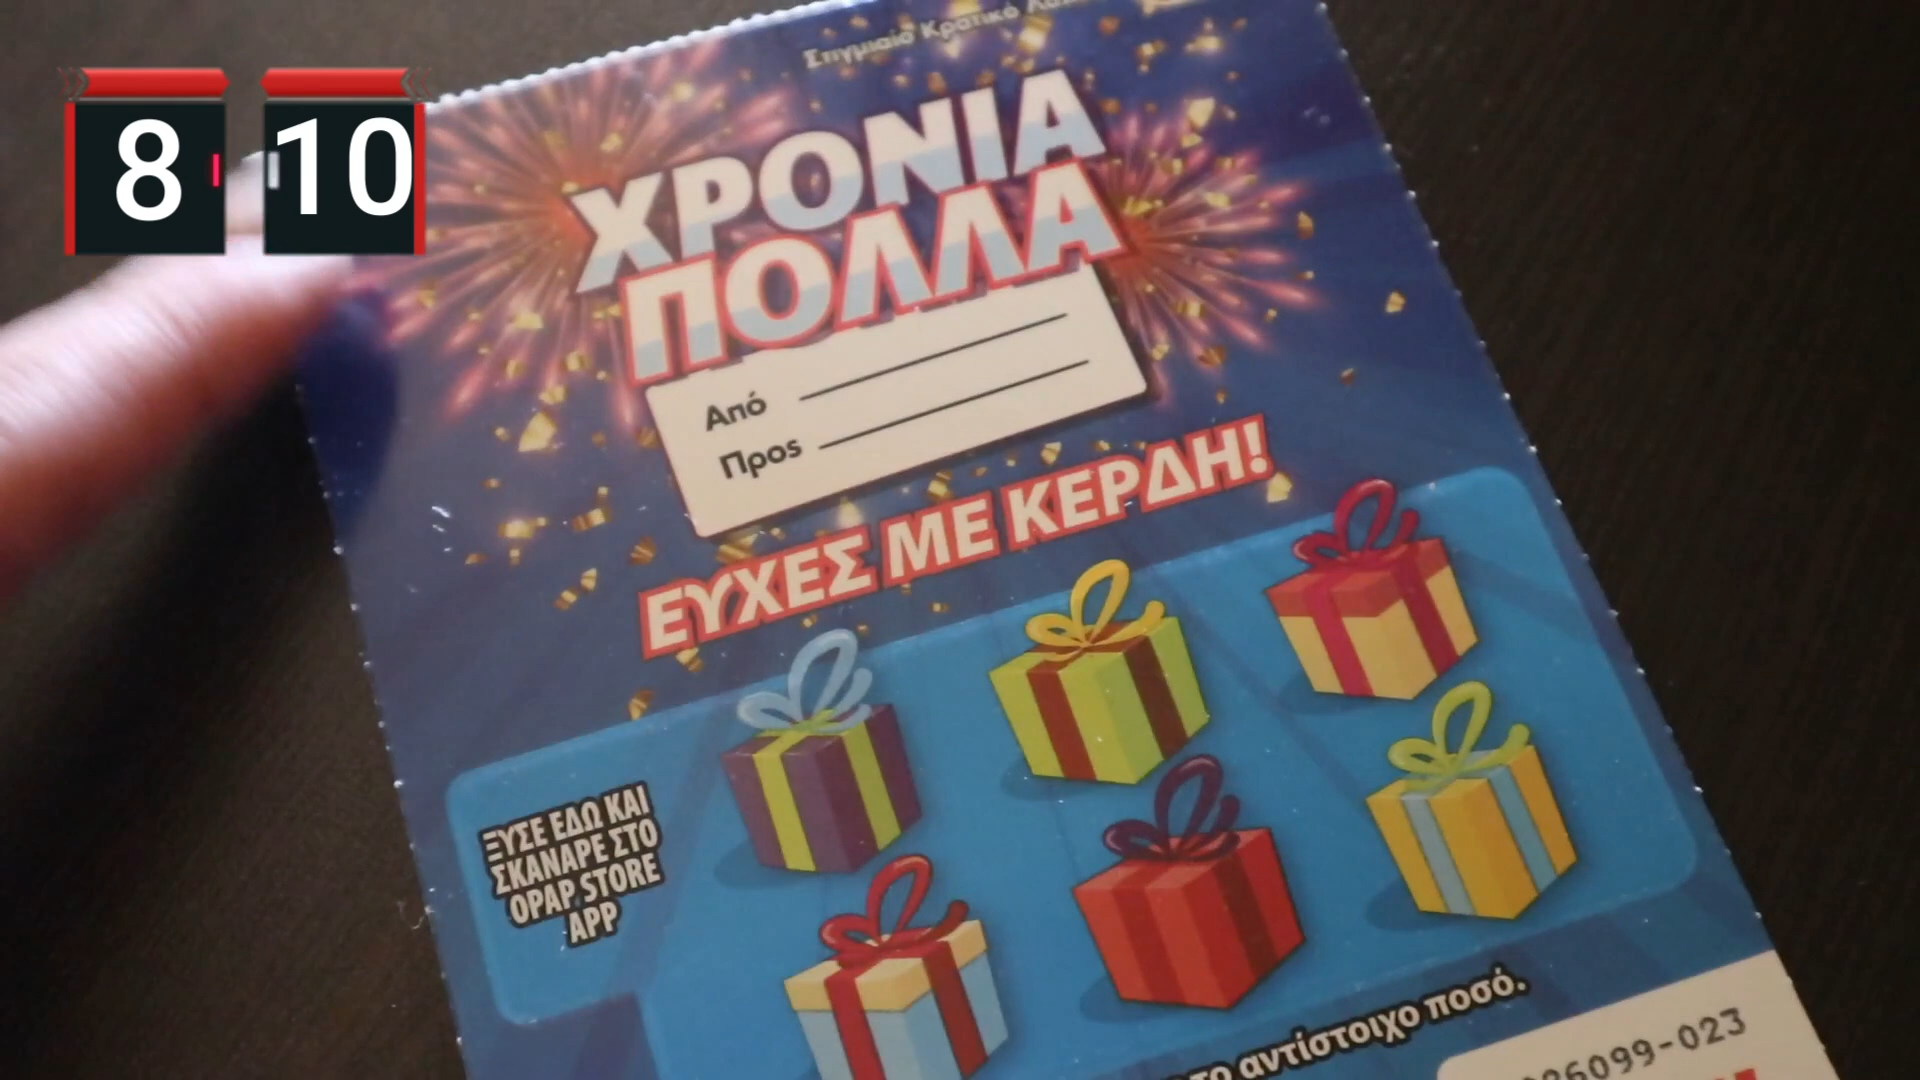 8 10
Στιγμιαίο Κρατικό
ΧΡΟΝΙΑ
ΠΟΛΛΑ
Από
Προς
ΕΥΧΕΣ ΜΕ ΚΕΡΔΗ!
ΞΥΣΕ ΕΔΩ ΚΑΙ
ΣΚΑΝΑΡΕ ΣΤΟ
OPAP STORE
APP
το αντίστοιχο ποσό.
26099-023